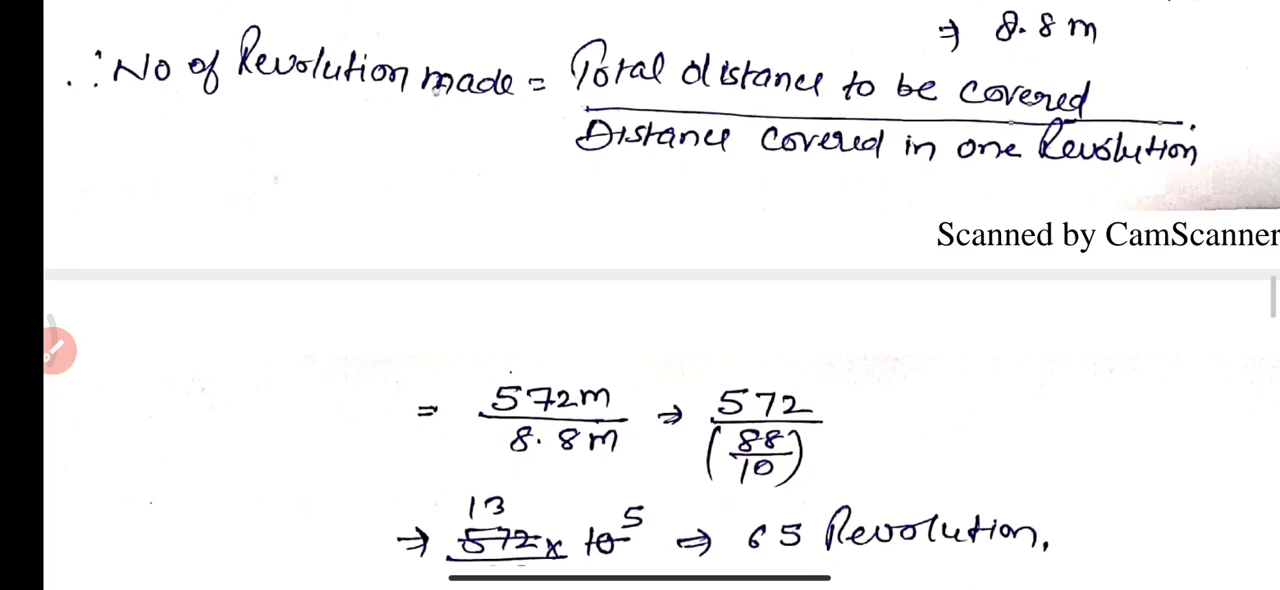 ⇒ 8.8 m
∴ No of Revolution made = Total distance to be covered
Distance covered in one Revolution.
Scanned by CamScanner
= 572m / 8.8m ⇒ 572 / (88/10)
13 5
⇒ 572 x 10 ⇒ 65 Revolution.